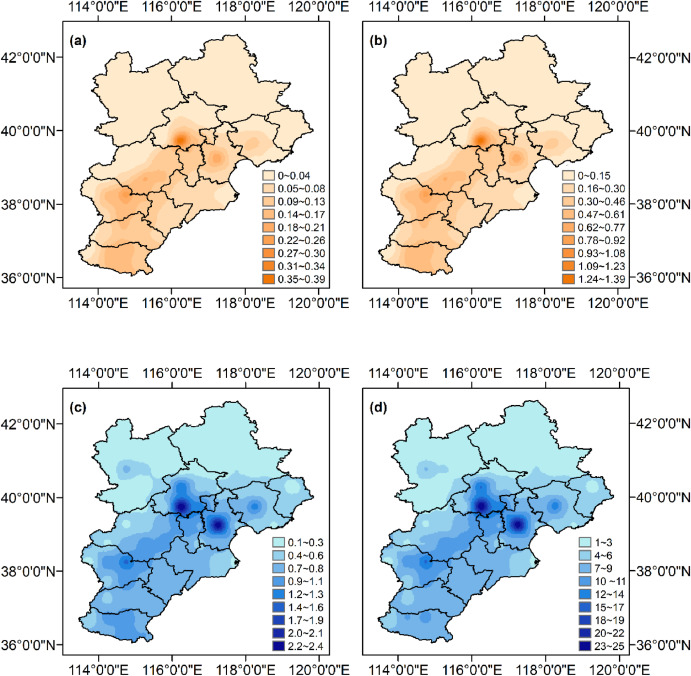 114°0'0"E 116°0'0"E 118°0'0"E 120°0'0"E
114°0'0"E 116°0'0"E 118°0'0"E 120°0'0"E
(a)
(b)
42°0'0"N
42°0'0"N
40°0'0"N
40°0'0"N
38°0'0"N
38°0'0"N
36°0'0"N
36°0'0"N
0~0.04
0.05~0.08
0.09~0.13
0.14~0.17
0.18~0.21
0.22~0.26
0.27~0.30
0.31~0.34
0.35~0.39
0~0.15
0.16~0.30
0.30~0.46
0.47~0.61
0.62~0.77
0.78~0.92
0.93~1.08
1.09~1.23
1.24~1.39
114°0'0"E 116°0'0"E 118°0'0"E 120°0'0"E
114°0'0"E 116°0'0"E 118°0'0"E 120°0'0"E
114°0'0"E 116°0'0"E 118°0'0"E 120°0'0"E
114°0'0"E 116°0'0"E 118°0'0"E 120°0'0"E
(c)
(d)
42°0'0"N
42°0'0"N
40°0'0"N
40°0'0"N
38°0'0"N
38°0'0"N
36°0'0"N
36°0'0"N
0.1~0.3
0.4~0.6
0.7~0.8
0.9~1.1
1.2~1.3
1.4~1.6
1.7~1.9
2.0~2.1
2.2~2.4
1~3
4~6
7~9
10 ~11
12~14
15~17
18~19
20~22
23~25
114°0'0"E 116°0'0"E 118°0'0"E 120°0'0"E
114°0'0"E 116°0'0"E 118°0'0"E 120°0'0"E